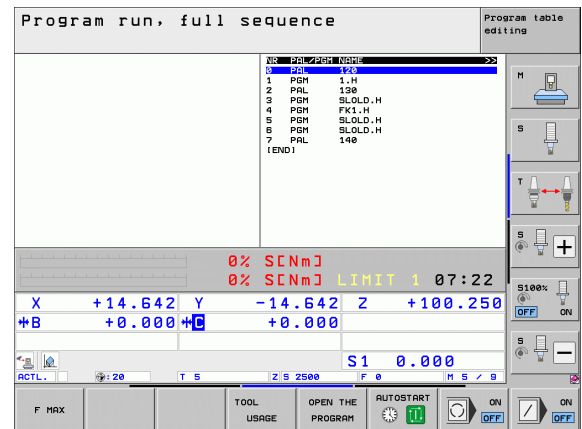 Program run, full sequence
Program table
editing
NR PAL/PGM NAME >>
0 PAL 120
1 PGM 1.H
2 PAL 130
3 PGM SLOLD.H
4 PGM FK1.H
5 PGM SLOLD.H
6 PGM SLOLD.H
7 PAL 140
[END]
M
S
T
S
+
S100%
OFF ON
S
−
0% S[Nm]
0% S[Nm] LIMIT 1 07:22
X +14.642 Y -14.642 Z +100.250
B +0.000 C +0.000
S1 0.000
ACTL. : 20 T 5 Z S 2500 F 0 M 5 / 9
F MAX
TOOL
USAGE
OPEN THE
PROGRAM
AUTOSTART
ON
OFF
ON
OFF